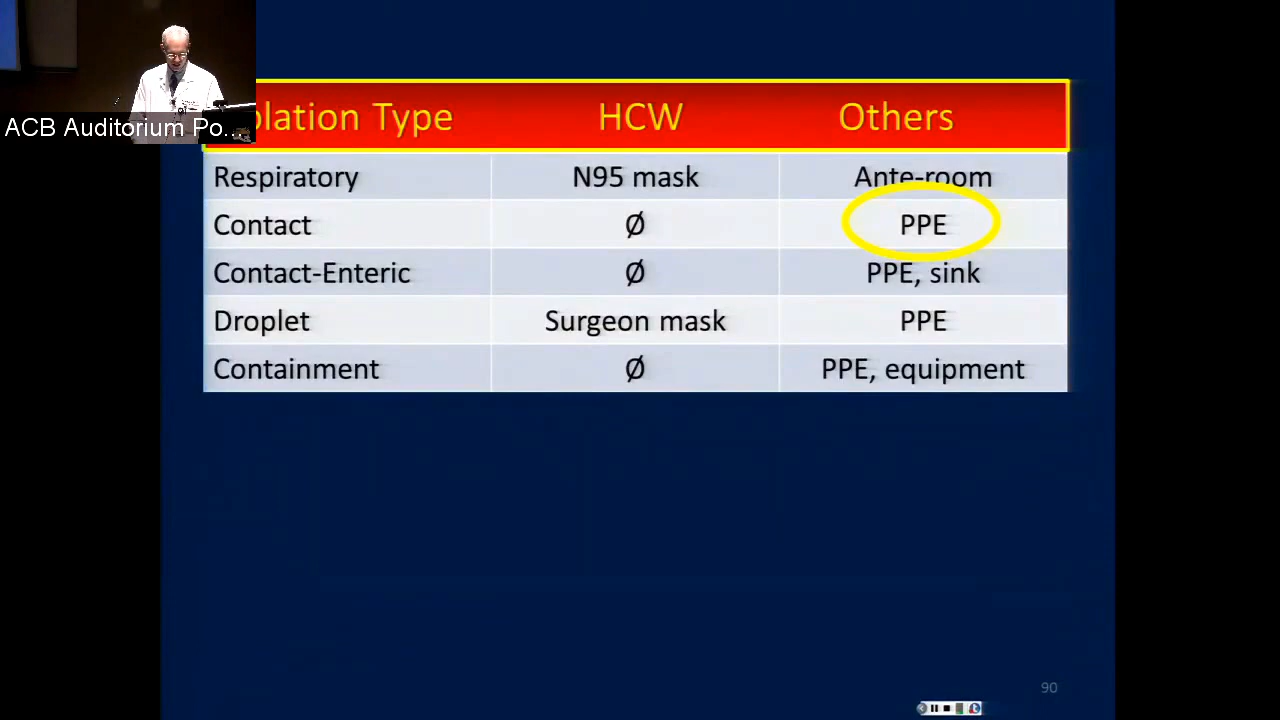 ACB Auditorium Po...
olation Type HCW Others
Respiratory N95 mask Ante-room
Contact Ø PPE
Contact-Enteric Ø PPE, sink
Droplet Surgeon mask PPE
Containment Ø PPE, equipment
90